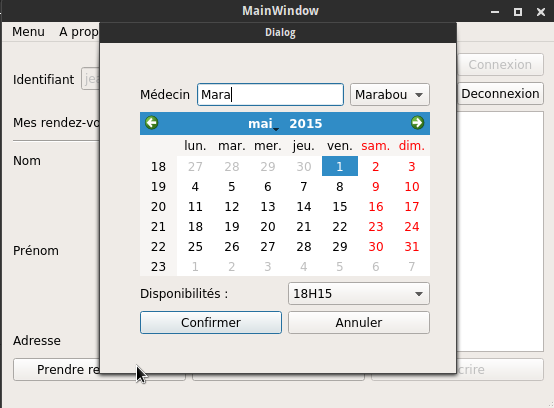 MainWindow
Menu A prop
Dialog
Identifiant je
Connexion
Médecin Mara Marabou
Deconnexion
Mes rendez-vo
mai 2015
lun. mar. mer. jeu. ven. sam. dim.
18 27 28 29 30 1 2 3
19 4 5 6 7 8 9 10
20 11 12 13 14 15 16 17
21 18 19 20 21 22 23 24
22 25 26 27 28 29 30 31
23 1 2 3 4 5 6 7
Nom
Prénom
Disponibilités : 18H15
Confirmer Annuler
Adresse
Prendre re crire